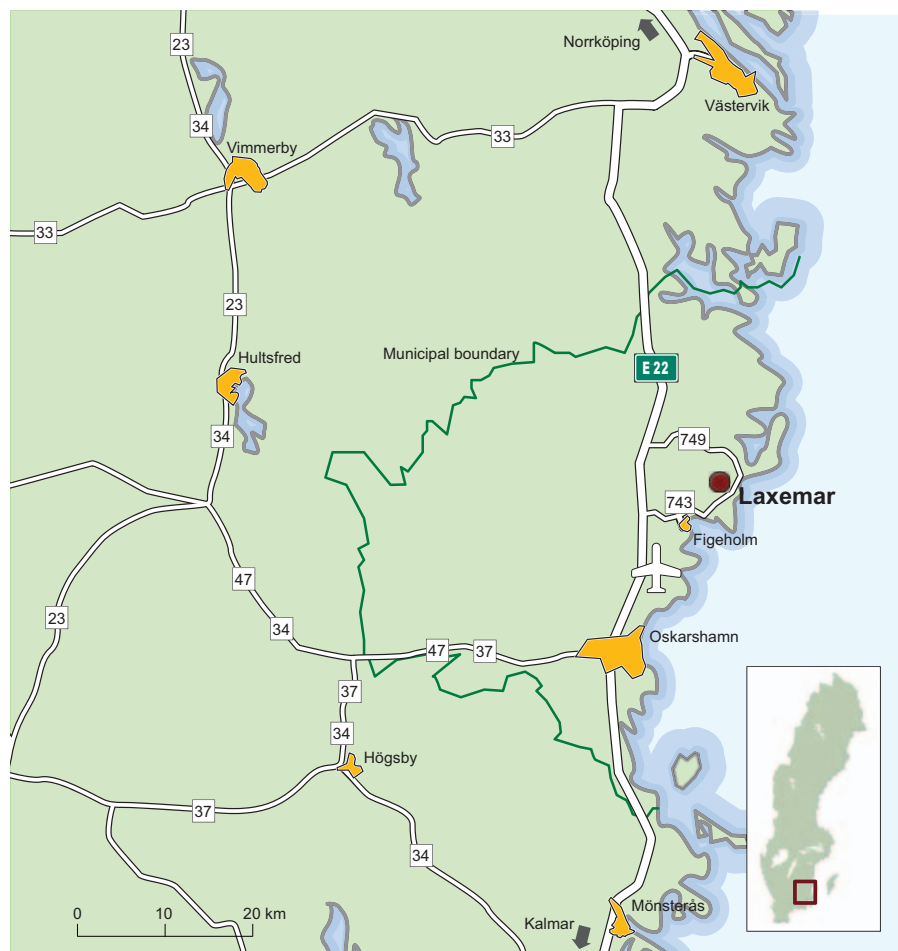 Norrköping
23
Västervik
34
33
Vimmerby
33
23
Municipal boundary
Hultsfred
E 22
34
749
Laxemar
743
Figeholm
47
23
34
Oskarshamn
47
37
37
34
Högsby
37
34
0 10 20 km
Mönsterås
Kalmar